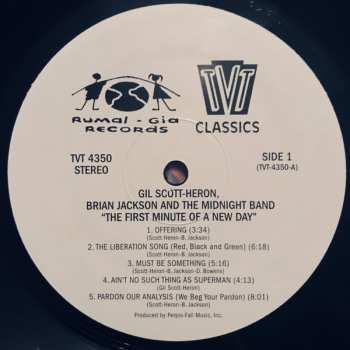 Rumal - Gia
RECORDS
TVT
CLASSICS
TVT 4350
STEREO
SIDE 1
(TVT-4350-A)
GIL SCOTT-HERON,
BRIAN JACKSON AND THE MIDNIGHT BAND
"THE FIRST MINUTE OF A NEW DAY"
1. OFFERING (3:34)
(Scott-Heron-B. Jackson)
2. THE LIBERATION SONG (Red, Black and Green) (6:18)
(Scott-Heron-B. Jackson)
3. MUST BE SOMETHING (5:16)
(Scott-Heron-B. Jackson-D. Bowens)
4. AIN'T NO SUCH THING AS SUPERMAN (4:13)
(Gil Scott-Heron)
5. PARDON OUR ANALYSIS (We Beg Your Pardon) (8:01)
(Scott-Heron-B. Jackson)
Produced by Perpis-Fall Music, Inc.